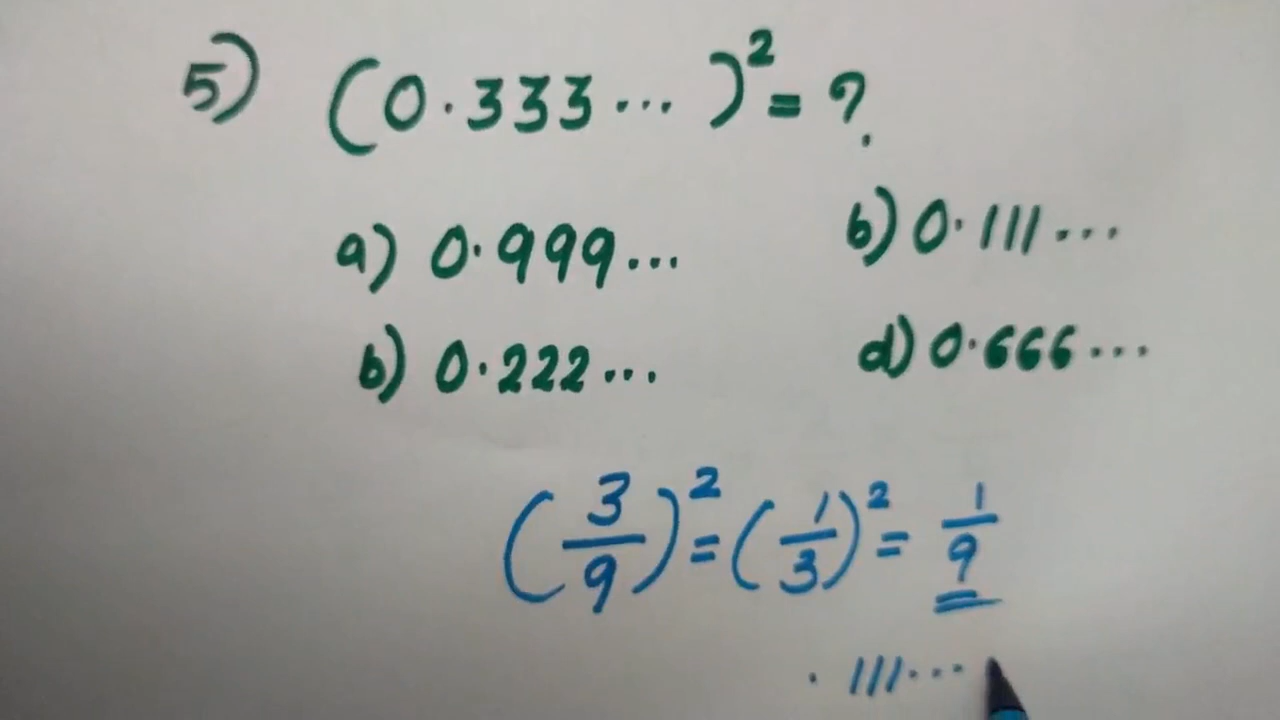 5) (0.333...)² = ?
a) 0.999... b) 0.111...
b) 0.222... d) 0.666...
(3/9)² = (1/3)² = 1/9
.111...